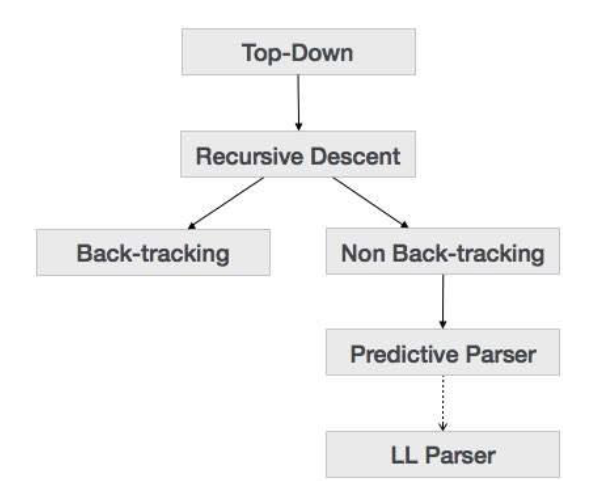 Top-Down
Recursive Descent
Back-tracking
Non Back-tracking
Predictive Parser
LL Parser